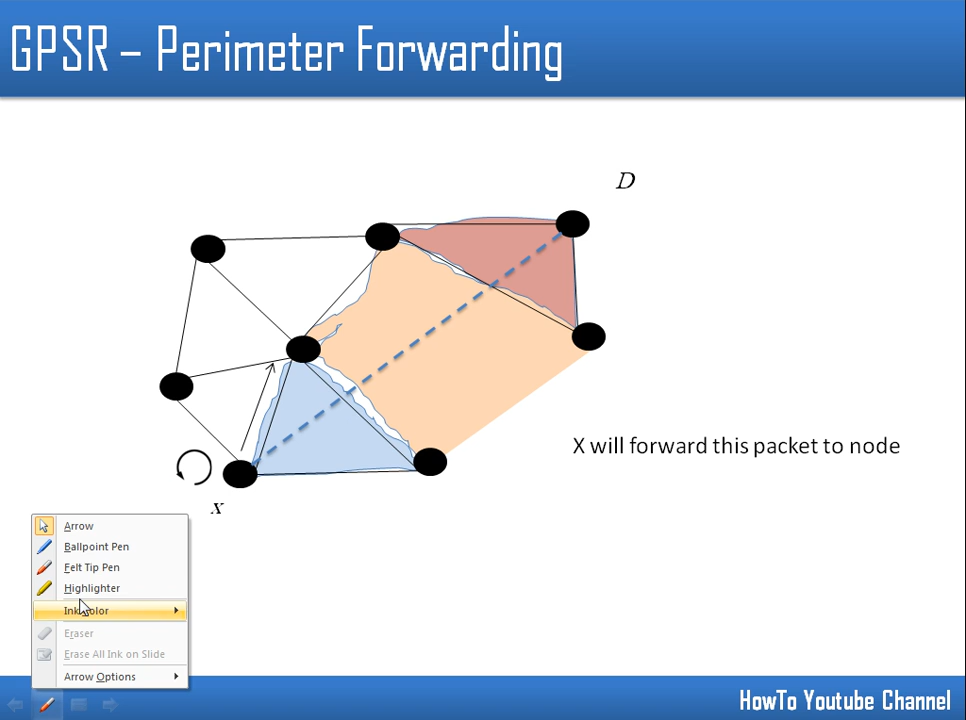 GPSR – Perimeter Forwarding
D
X will forward this packet to node
x
Arrow
Ballpoint Pen
Felt Tip Pen
Highlighter
Ink Color
Eraser
Erase All Ink on Slide
Arrow Options
HowTo Youtube Channel